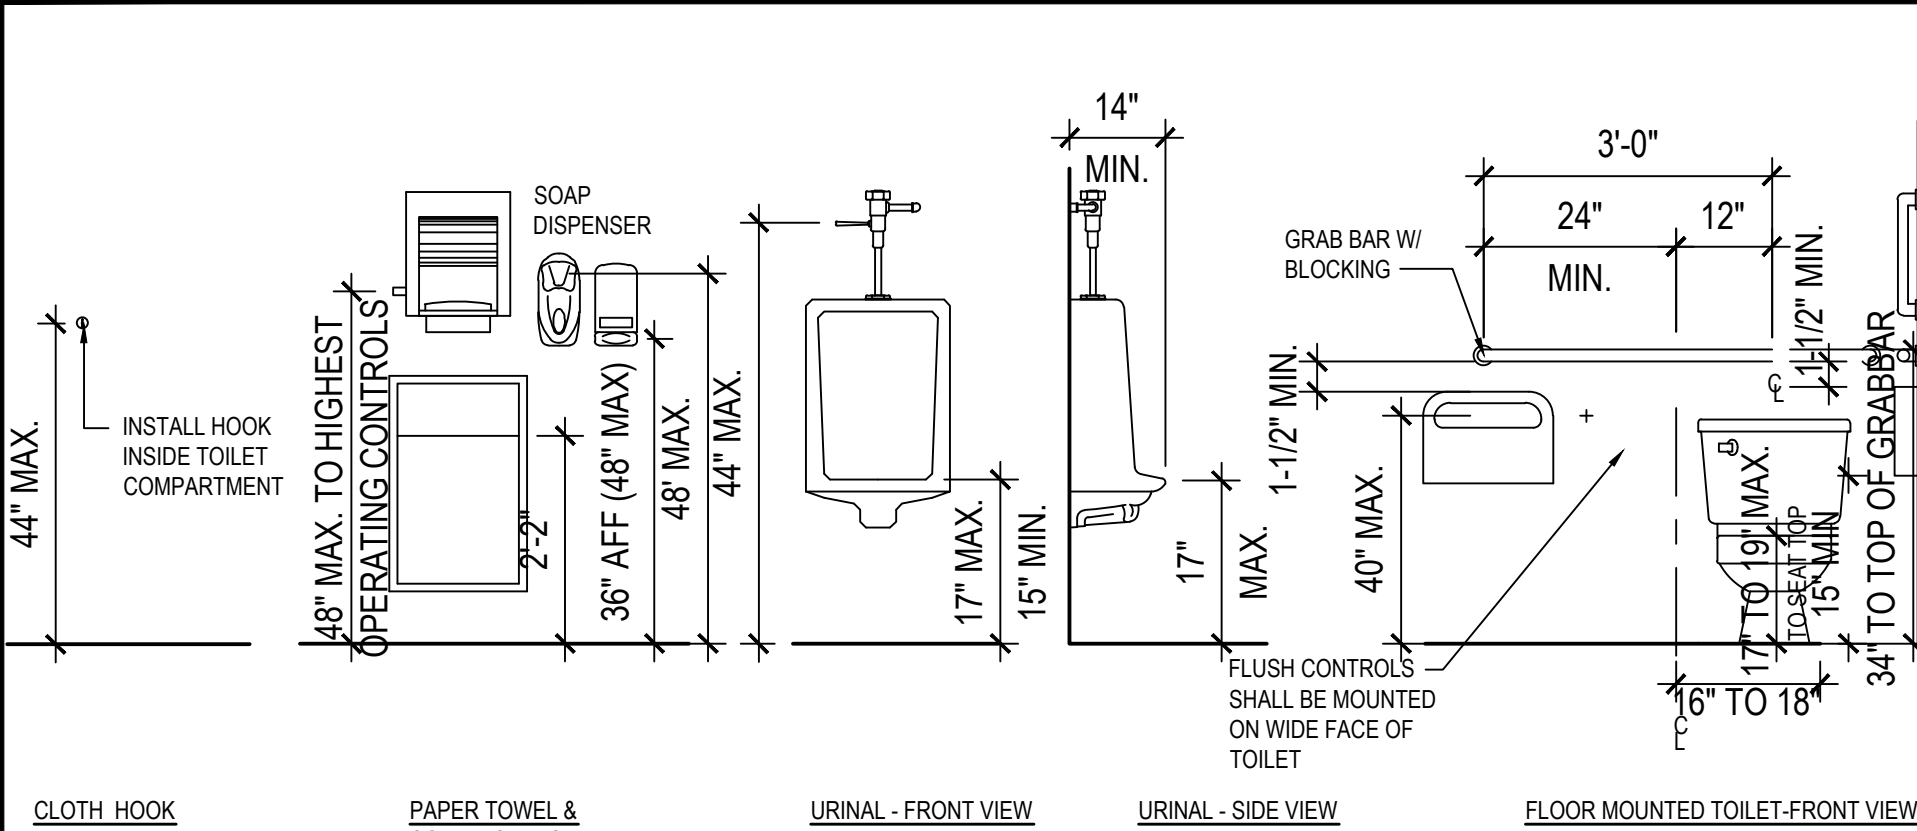 44" MAX.
INSTALL HOOK
INSIDE TOILET
COMPARTMENT
CLOTH HOOK
48" MAX. TO HIGHEST
OPERATING CONTROLS
SOAP
DISPENSER
2'-2"
36" AFF (48" MAX)
48' MAX.
44" MAX.
PAPER TOWEL &
17" MAX.
15" MIN.
URINAL - FRONT VIEW
14"
MIN.
17"
MAX.
URINAL - SIDE VIEW
3'-0"
24"
MIN.
12"
GRAB BAR W/
BLOCKING
1-1/2" MIN.
1-1/2" MIN.
40" MAX.
CL
17" TO 19" MAX.
TO SEAT TOP
15" MIN
34" TO TOP OF GRABBAR
FLUSH CONTROLS
SHALL BE MOUNTED
ON WIDE FACE OF
TOILET
16" TO 18"
CL
FLOOR MOUNTED TOILET-FRONT VIEW